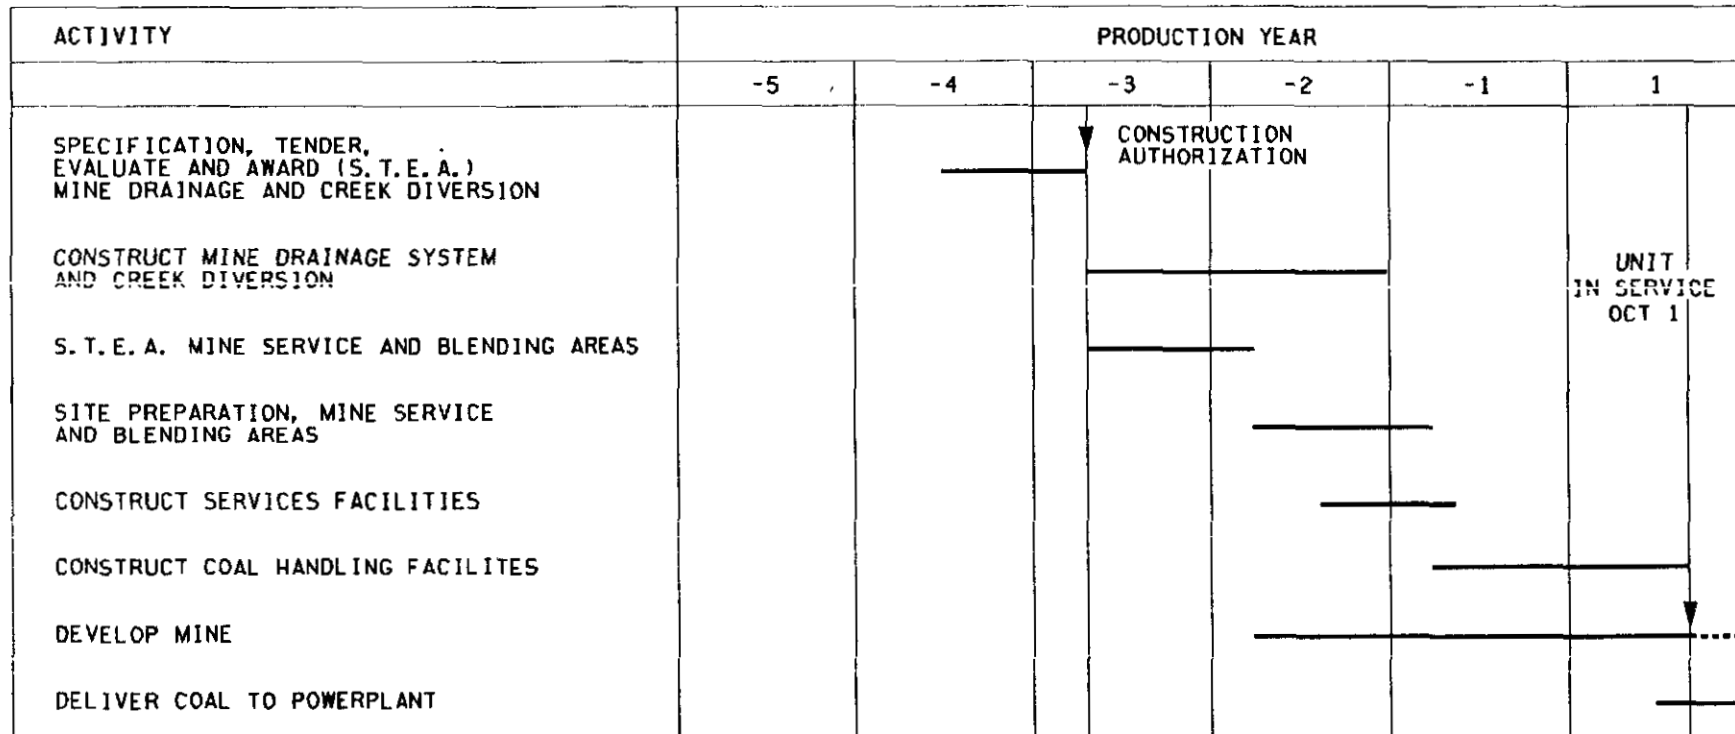 ACTIVITY
PRODUCTION YEAR
-5
-4
-3
-2
-1
1
SPECIFICATION, TENDER,
EVALUATE AND AWARD (S.T.E.A.)
MINE DRAINAGE AND CREEK DIVERSION
CONSTRUCTION
AUTHORIZATION
CONSTRUCT MINE DRAINAGE SYSTEM
AND CREEK DIVERSION
UNIT
IN SERVICE
OCT 1
S.T.E.A. MINE SERVICE AND BLENDING AREAS
SITE PREPARATION, MINE SERVICE
AND BLENDING AREAS
CONSTRUCT SERVICES FACILITIES
CONSTRUCT COAL HANDLING FACILITES
DEVELOP MINE
DELIVER COAL TO POWERPLANT